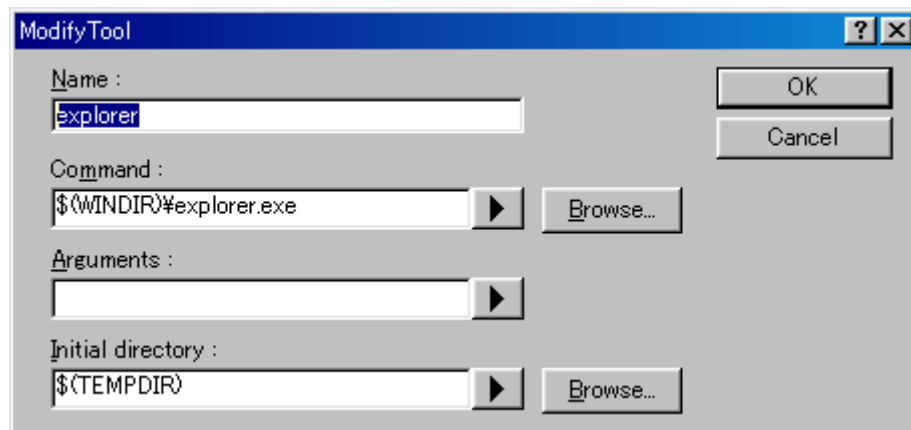 ModifyTool
Name :
OK
explorer
Cancel
Command :
$(WINDIR)¥explorer.exe
Browse...
Arguments :
Initial directory :
$(TEMPDIR)
Browse...